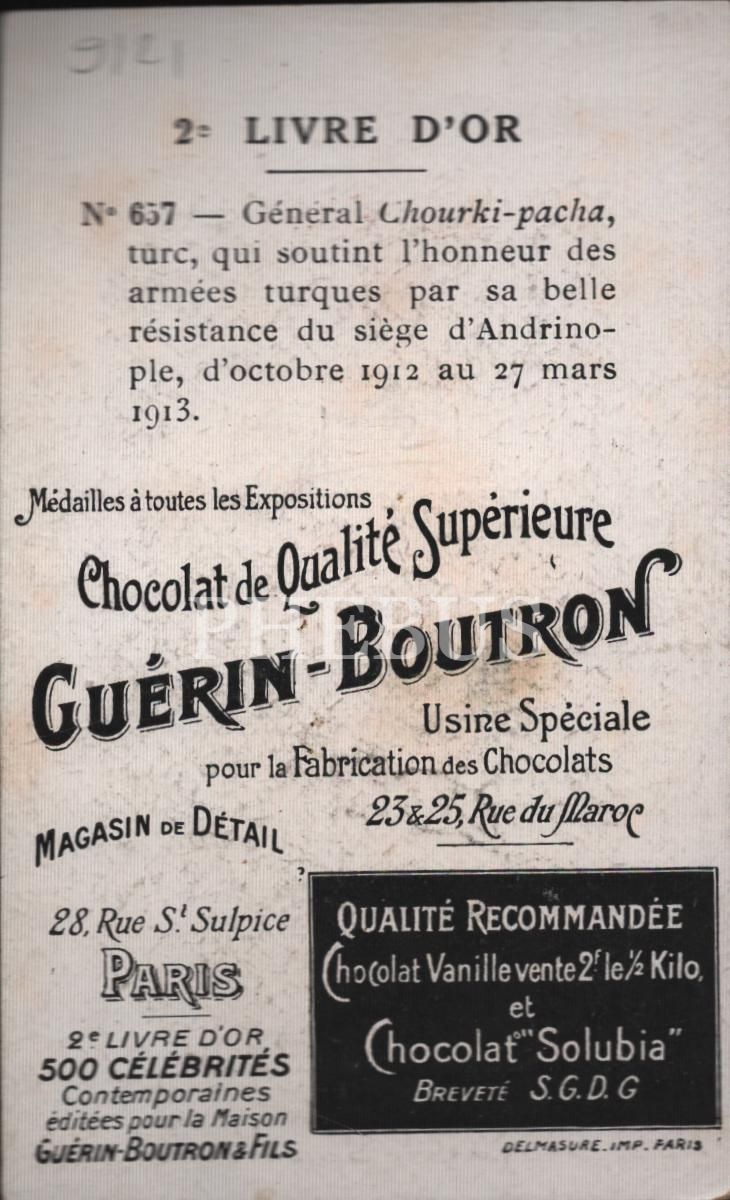 2e LIVRE D'OR
No 657 — Général Chourki-pacha,
turc, qui soutint l'honneur des
armées turques par sa belle
résistance du siège d'Andrino-
ple, d'octobre 1912 au 27 mars
1913.
Médailles à toutes les Expositions
Chocolat de Qualité Supérieure
PHEBUS
GUÉRIN-BOUTRON
Usine Spéciale
pour la Fabrication des Chocolats
23 & 25, Rue du Maroc
MAGASIN DE DÉTAIL
28, Rue St Sulpice
PARIS
2e LIVRE D'OR
500 CÉLÉBRITÉS
Contemporaines
éditées pour la Maison
GUÉRIN-BOUTRON & FILS
QUALITÉ RECOMMANDÉE
Chocolat Vanille vente 2f le ½ Kilo,
et
Chocolat "Solubia"
BREVETÉ S.G.D.G
DELMASURE. IMP. PARIS